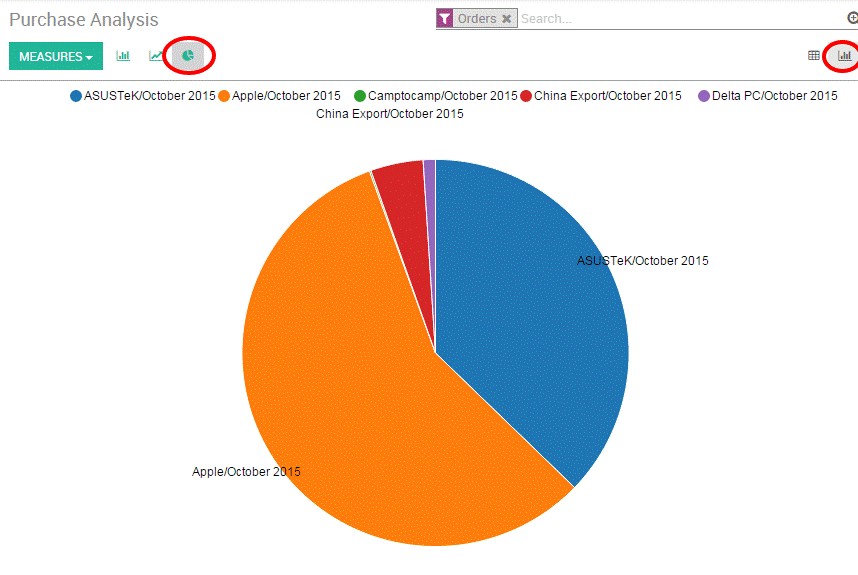 Purchase Analysis
Orders Search...
MEASURES
ASUSTeK/October 2015 Apple/October 2015 Camptocamp/October 2015 China Export/October 2015 Delta PC/October 2015
China Export/October 2015
ASUSTeK/October 2015
Apple/October 2015